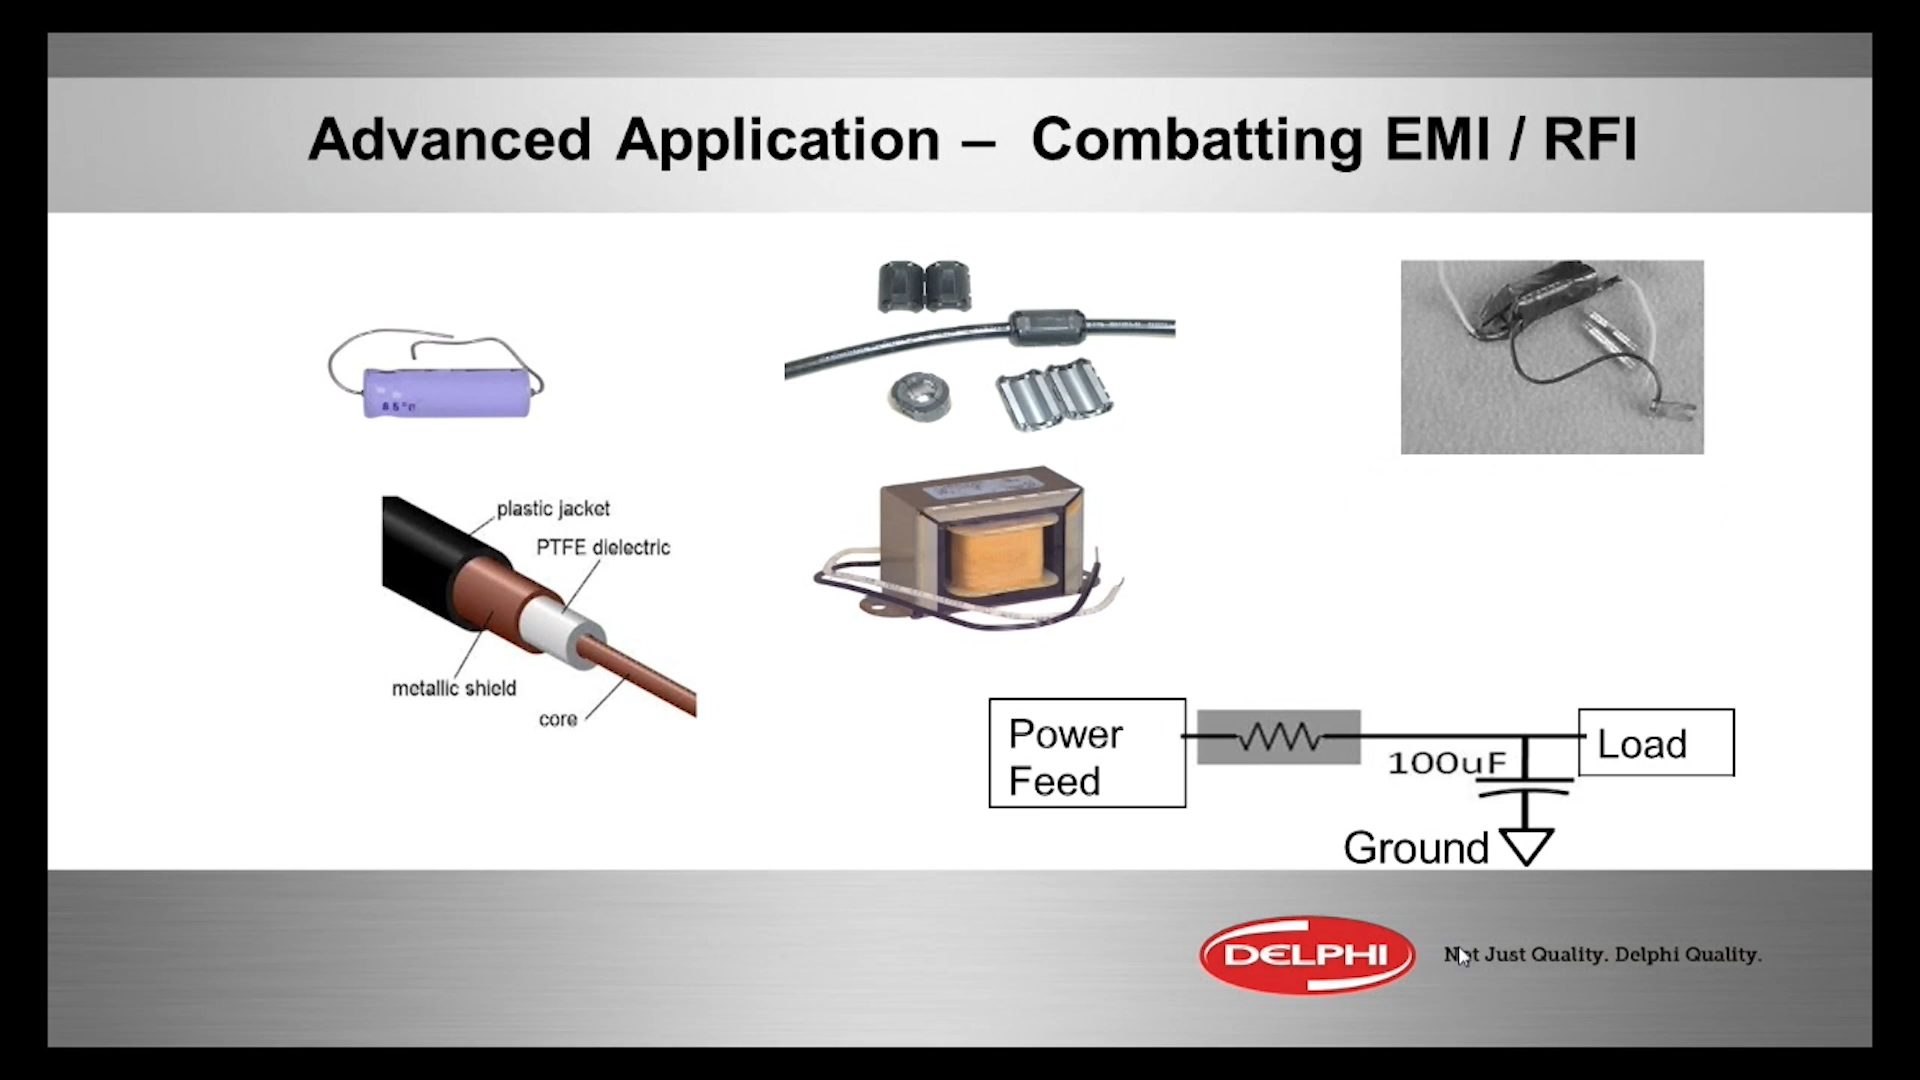 Advanced Application – Combatting EMI / RFI
plastic jacket
PTFE dielectric
metallic shield
core
Power
Feed
100uF
Load
Ground
DELPHI
Not Just Quality. Delphi Quality.